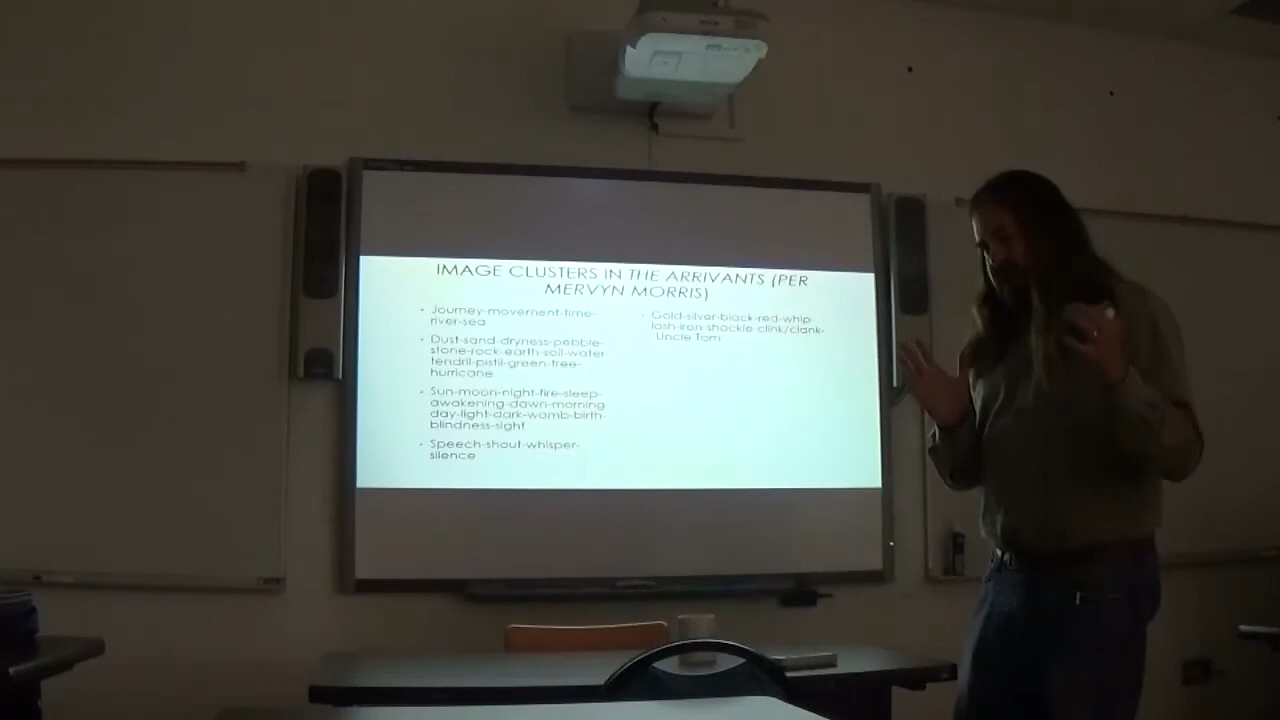 IMAGE CLUSTERS IN THE ARRIVANTS (PER
MERVYN MORRIS)
• Journey-movement-time-
river-sea
• Dust-sand-dryness-pebble-
stone-rock-earth-soil-water-
tendril-pistil-green-tree-
hurricane
• Sun-moon-night-fire-sleep-
awakening-dawn-morning
day-light-dark-womb-birth-
blindness-sight
• Speech-shout-whisper-
silence
• Gold-silver-black-red-whip-
lash-iron-shackle clink/clank-
Uncle Tom